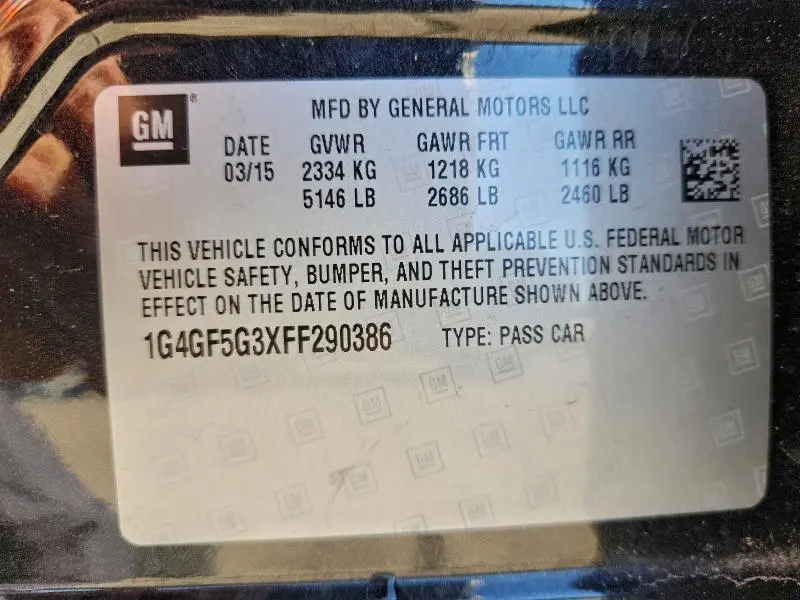 GM ®
MFD BY GENERAL MOTORS LLC
DATE GVWR GAWR FRT GAWR RR
03/15 2334 KG 1218 KG 1116 KG
5146 LB 2686 LB 2460 LB
THIS VEHICLE CONFORMS TO ALL APPLICABLE U.S. FEDERAL MOTOR
VEHICLE SAFETY, BUMPER, AND THEFT PREVENTION STANDARDS IN
EFFECT ON THE DATE OF MANUFACTURE SHOWN ABOVE.
1G4GF5G3XFF290386 TYPE: PASS CAR